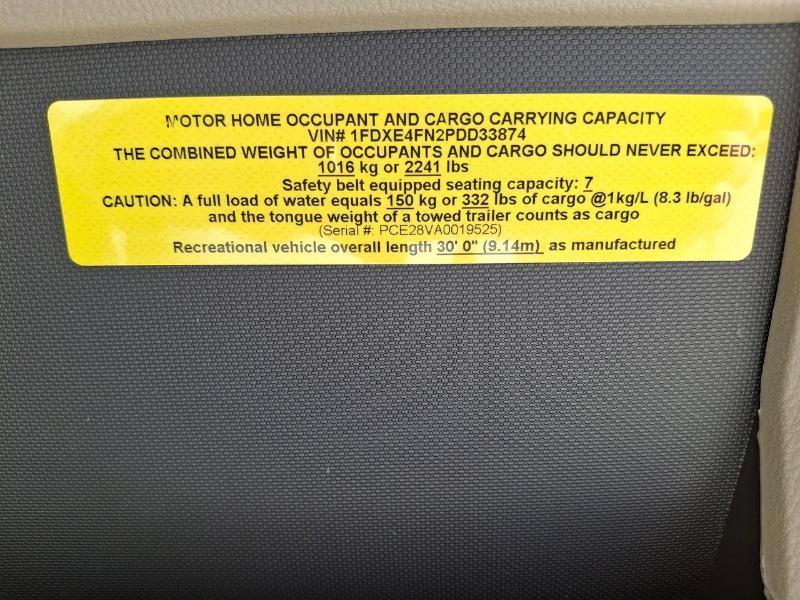 MOTOR HOME OCCUPANT AND CARGO CARRYING CAPACITY
VIN# 1FDXE4FN2PDD33874
THE COMBINED WEIGHT OF OCCUPANTS AND CARGO SHOULD NEVER EXCEED:
1016 kg or 2241 lbs
Safety belt equipped seating capacity: 7
CAUTION: A full load of water equals 150 kg or 332 lbs of cargo @1kg/L (8.3 lb/gal)
and the tongue weight of a towed trailer counts as cargo
(Serial #: PCE28VA0019525)
Recreational vehicle overall length 30' 0" (9.14m) as manufactured